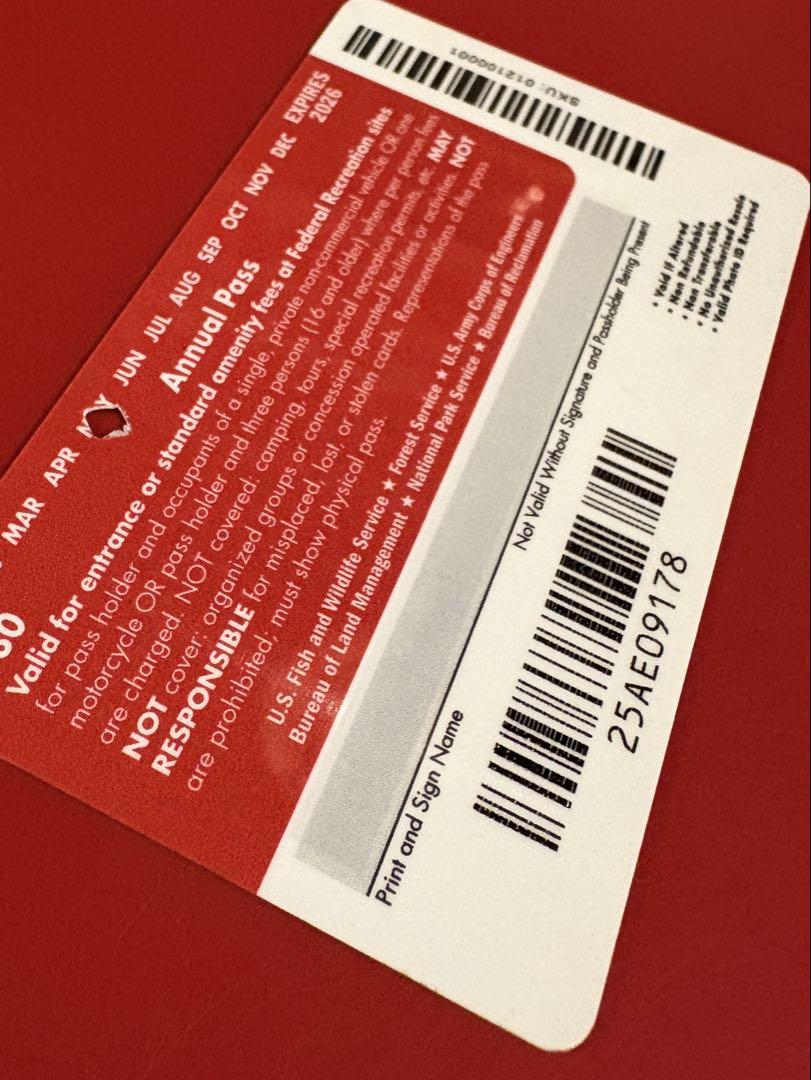 SKU: 012100001
EXPIRES
2026
MAR APR MAY JUN JUL AUG SEP OCT NOV DEC
$80
Annual Pass
Valid for entrance or standard amenity fees at Federal Recreation sites
for pass holder and occupants of a single, private non-commercial vehicle OR one
motorcycle OR pass holder and three persons (16 and older) where per person fees
are charged. NOT covered: camping, tours, special recreation permits, etc. MAY
NOT cover: organized groups or concession operated facilities or activities. NOT
RESPONSIBLE for misplaced, lost, or stolen cards. Representations of the pass
are prohibited, must show physical pass.
U.S. Fish and Wildlife Service ★ Forest Service ★ U.S. Army Corps of Engineers
Bureau of Land Management ★ National Park Service ★ Bureau of Reclamation
Print and Sign Name
Not Valid Without Signature and Passholder Being Present
• Void If Altered
• Non Refundable
• Non Transferable
• No Unauthorized Resale
• Valid Photo ID Required
25AE09178